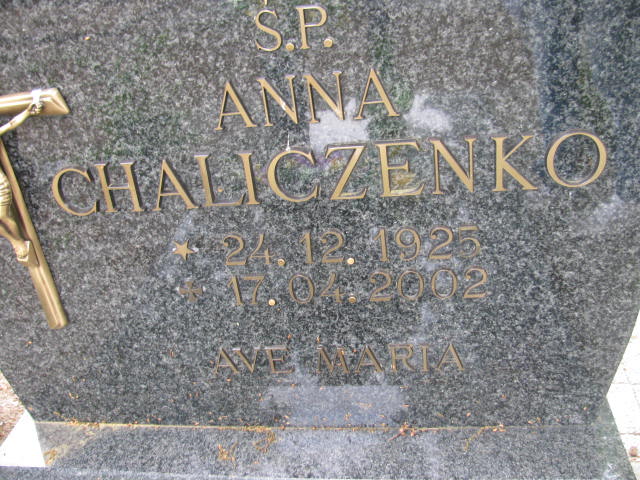 Ś.P.
ANNA
CHALICZENKO
* 24.12.1925
+ 17.04.2002
AVE MARIA